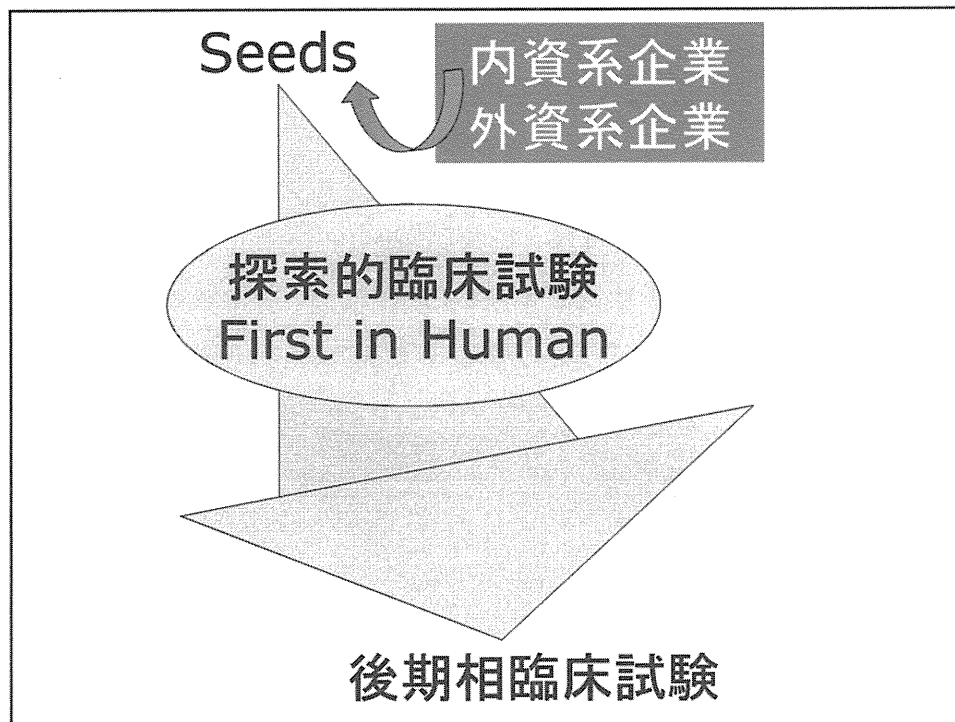 Seeds
内資系企業
外資系企業
探索的臨床試験
First in Human
後期相臨床試験